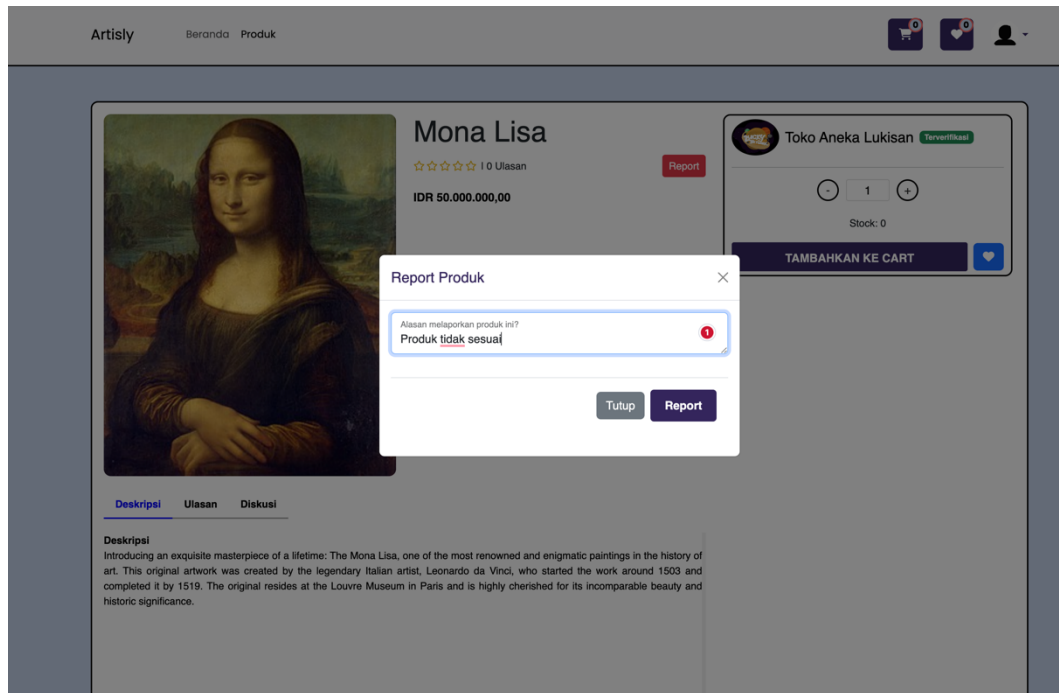 Artisly Beranda Produk 0 0
Mona Lisa
0 Ulasan
Report
IDR 50.000.000,00
Toko Aneka Lukisan Terverifikasi
- 1 +
Stock: 0
TAMBAHKAN KE CART
Report Produk
Alasan melaporkan produk ini?
Produk tidak sesuai
1
Tutup Report
Deskripsi Ulasan Diskusi
Deskripsi
Introducing an exquisite masterpiece of a lifetime: The Mona Lisa, one of the most renowned and enigmatic paintings in the history of
art. This original artwork was created by the legendary Italian artist, Leonardo da Vinci, who started the work around 1503 and
completed it by 1519. The original resides at the Louvre Museum in Paris and is highly cherished for its incomparable beauty and
historic significance.